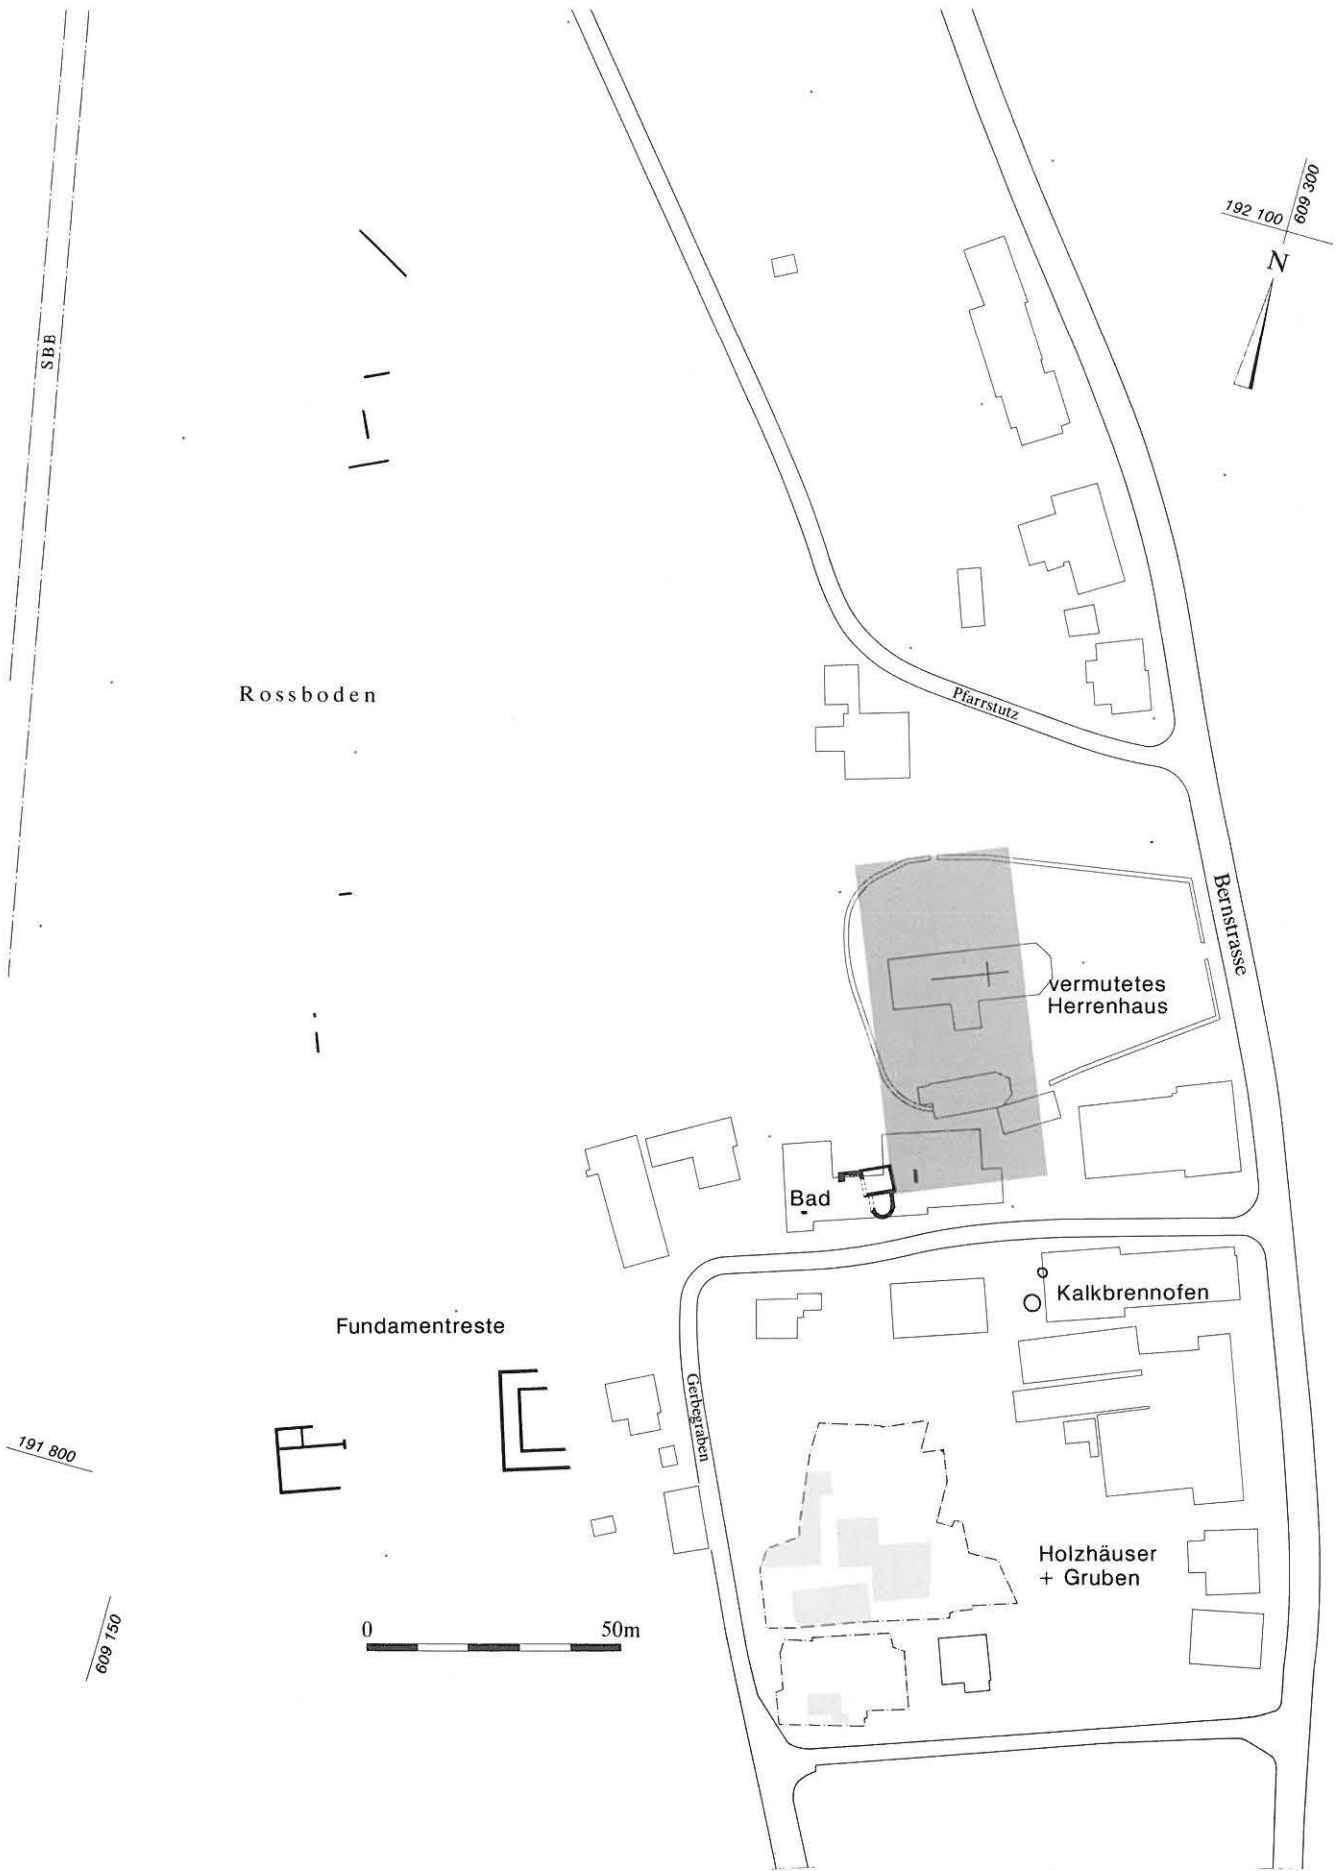 609 300
192 100
N
SBB
Rossboden
Pfarrstutz
Bernstrasse
vermutetes
Herrenhaus
Bad
Kalkbrennofen
Fundamentreste
Gerbegraben
191 800
Holzhäuser
+ Gruben
609 150
0 50m